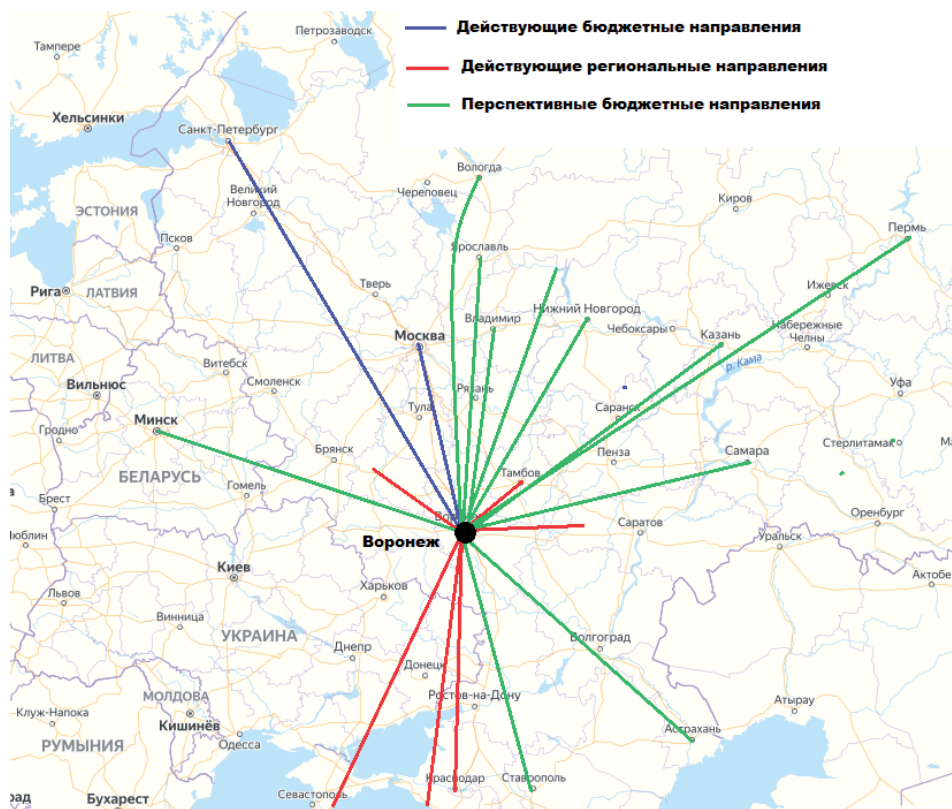 Петрозаводск
Действующие бюджетные направления
Тампере
Действующие региональные направления
Перспективные бюджетные направления
Хельсинки
Санкт-Петербург
Вологда
Череповец
Великий
Новгород
Киров
ЭСТОНИЯ
Псков
Пермь
Ярославль
Рига
ЛАТВИЯ
Тверь
Ижевск
Нижний Новгород
Владимир
Чебоксары
Набережные
Челны
Москва
Казань
ЛИТВА
Витебск
р. Кама
Вильнюс
Смоленск
Рязань
Уфа
Тула
Саранск
Минск
Гродно
Стерлитамак
Ма
Брянск
Пенза
Самара
БЕЛАРУСЬ
Тамбов
Гомель
а
Брест
Саратов
Оренбург
Воронеж
Уральск
Люблин
Киев
Харьков
Актобе
Львов
Винница
УКРАИНА
Волгоград
Днепр
Донецк
МОЛДОВА
Ростов-на-Дону
Атырау
Клуж-Напока
Кишинёв
Астрахань
Одесса
РУМЫНИЯ
Краснодар
Ставрополь
Севастополь
рад
Бухарест